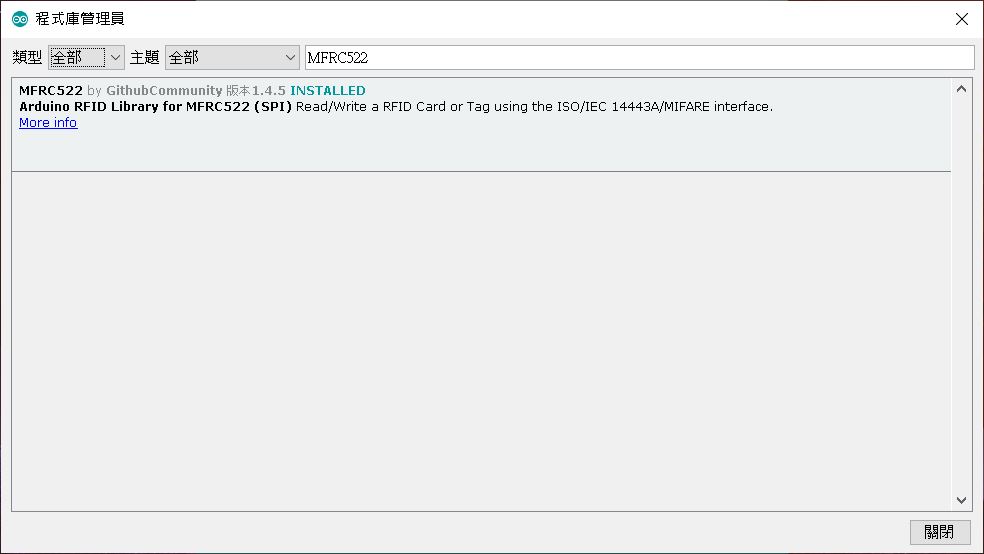 程式庫管理員
類型 全部 主題 全部 MFRC522
MFRC522 by GithubCommunity 版本1.4.5 INSTALLED
Arduino RFID Library for MFRC522 (SPI) Read/Write a RFID Card or Tag using the ISO/IEC 14443A/MIFARE interface.
More info
關閉